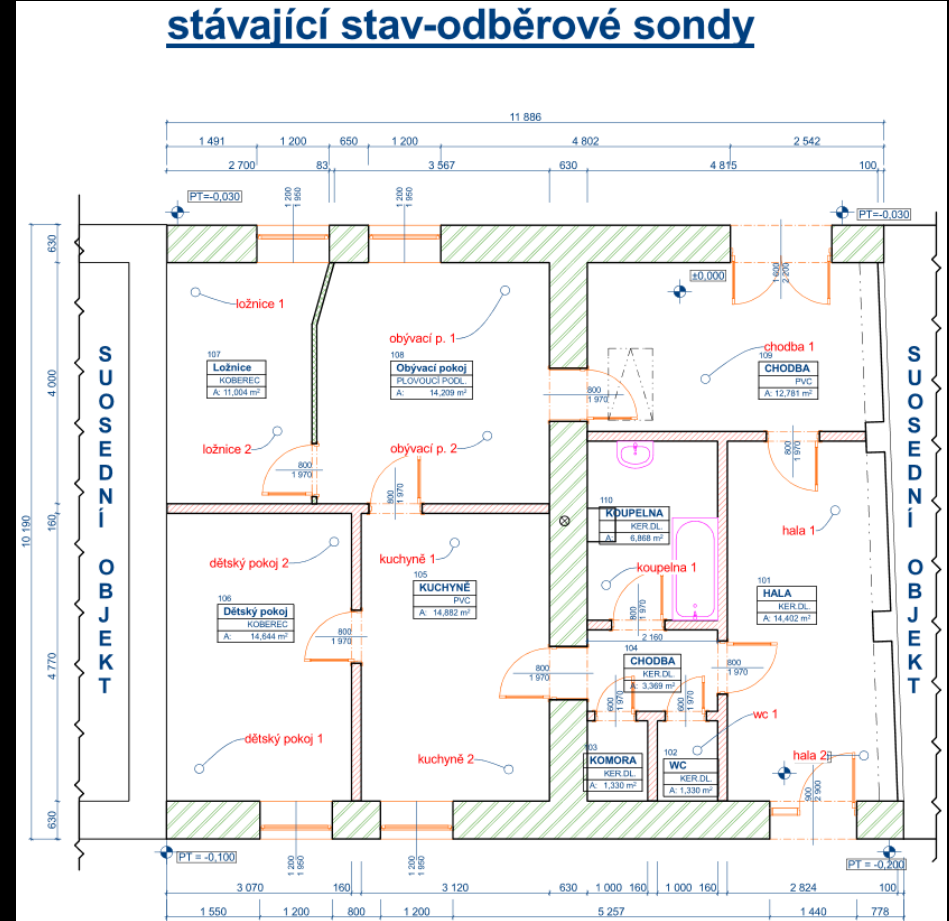 stávající stav-odběrové sondy
11 886
1 491
1 200
650
1 200
4 802
2 542
2 700
83
3 567
630
4 815
100
PT=-0,030
1 200
1 950
1 200
1 950
PT=-0,030
630
4 000
160
10 190
4 770
630
SUOSEDNÍ OBJEKT
SUOSEDNÍ OBJEKT
±0,000
1 600
2 200
ložnice 1
107
Ložnice
KOBEREC
A: 11,004 m²
ložnice 2
800
1 970
obývací p. 1
108
Obývací pokoj
PLOVOUCÍ PODL.
A: 14,209 m²
obývací p. 2
800
1 970
800
1 970
chodba 1
109
CHODBA
PVC
A: 12,781 m²
800
1 970
110
KOUPELNA
KER.DL.
A: 6,868 m²
koupelna 1
800
1 970
hala 1
101
HALA
KER.DL.
A: 14,402 m²
dětský pokoj 2
106
Dětský pokoj
KOBEREC
A: 14,644 m²
800
1 970
dětský pokoj 1
kuchyně 1
105
KUCHYNĚ
PVC
A: 14,882 m²
kuchyně 2
800
1 970
2 160
104
CHODBA
KER.DL.
A: 3,369 m²
800
1 970
600
1 970
600
1 970
wc 1
103
KOMORA
KER.DL.
A: 1,330 m²
102
WC
KER.DL.
A: 1,330 m²
hala 2
900
2 900
PT = -0,100
1 200
1 950
1 200
1 950
PT = -0,200
3 070
160
3 120
630
1 000
160
1 000
160
2 824
100
1 550
1 200
800
1 200
5 257
1 440
778